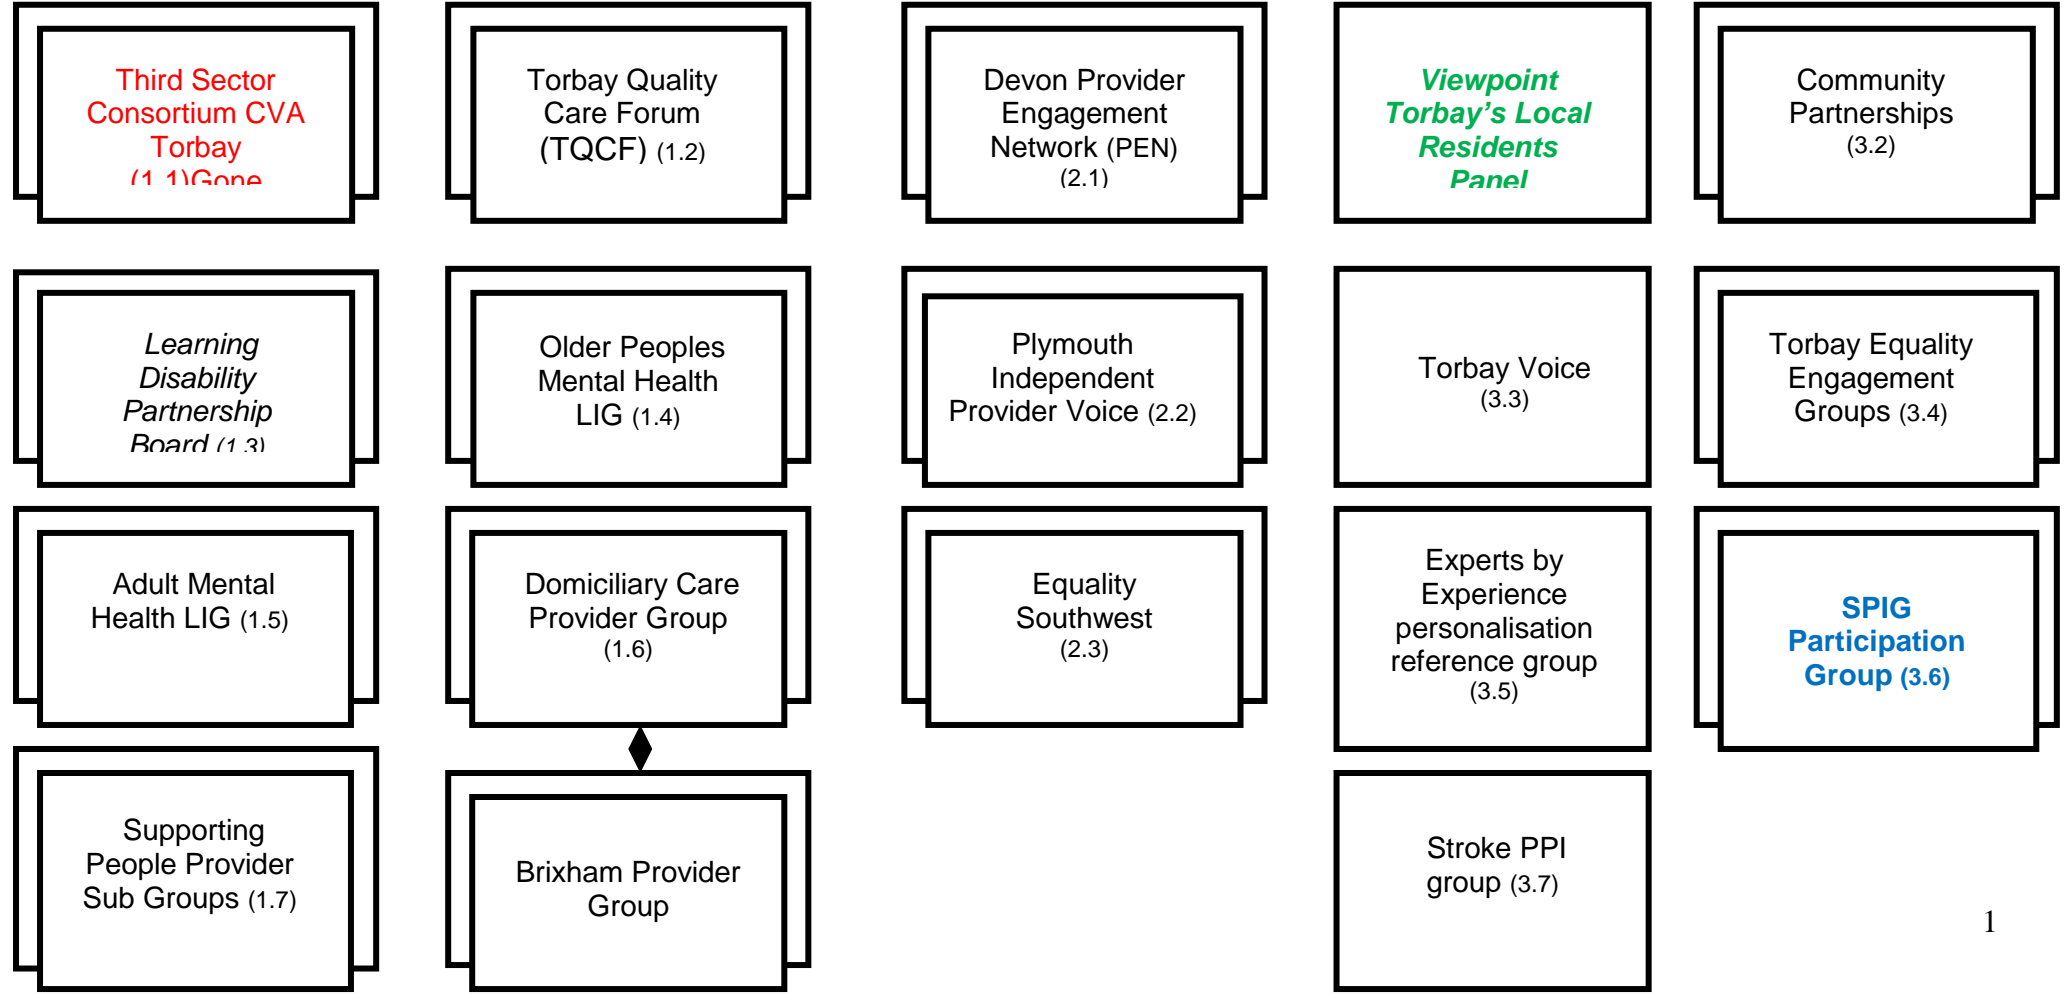 Third Sector
Consortium CVA
Torbay
(1.1)Gone
Torbay Quality
Care Forum
(TQCF) (1.2)
Devon Provider
Engagement
Network (PEN)
(2.1)
Viewpoint
Torbay’s Local
Residents
Panel
Community
Partnerships
(3.2)
Learning
Disability
Partnership
Board (1.3)
Older Peoples
Mental Health
LIG (1.4)
Plymouth
Independent
Provider Voice (2.2)
Torbay Voice
(3.3)
Torbay Equality
Engagement
Groups (3.4)
Adult Mental
Health LIG (1.5)
Domiciliary Care
Provider Group
(1.6)
Equality
Southwest
(2.3)
Experts by
Experience
personalisation
reference group
(3.5)
SPIG
Participation
Group (3.6)
Supporting
People Provider
Sub Groups (1.7)
Brixham Provider
Group
Stroke PPI
group (3.7)
1